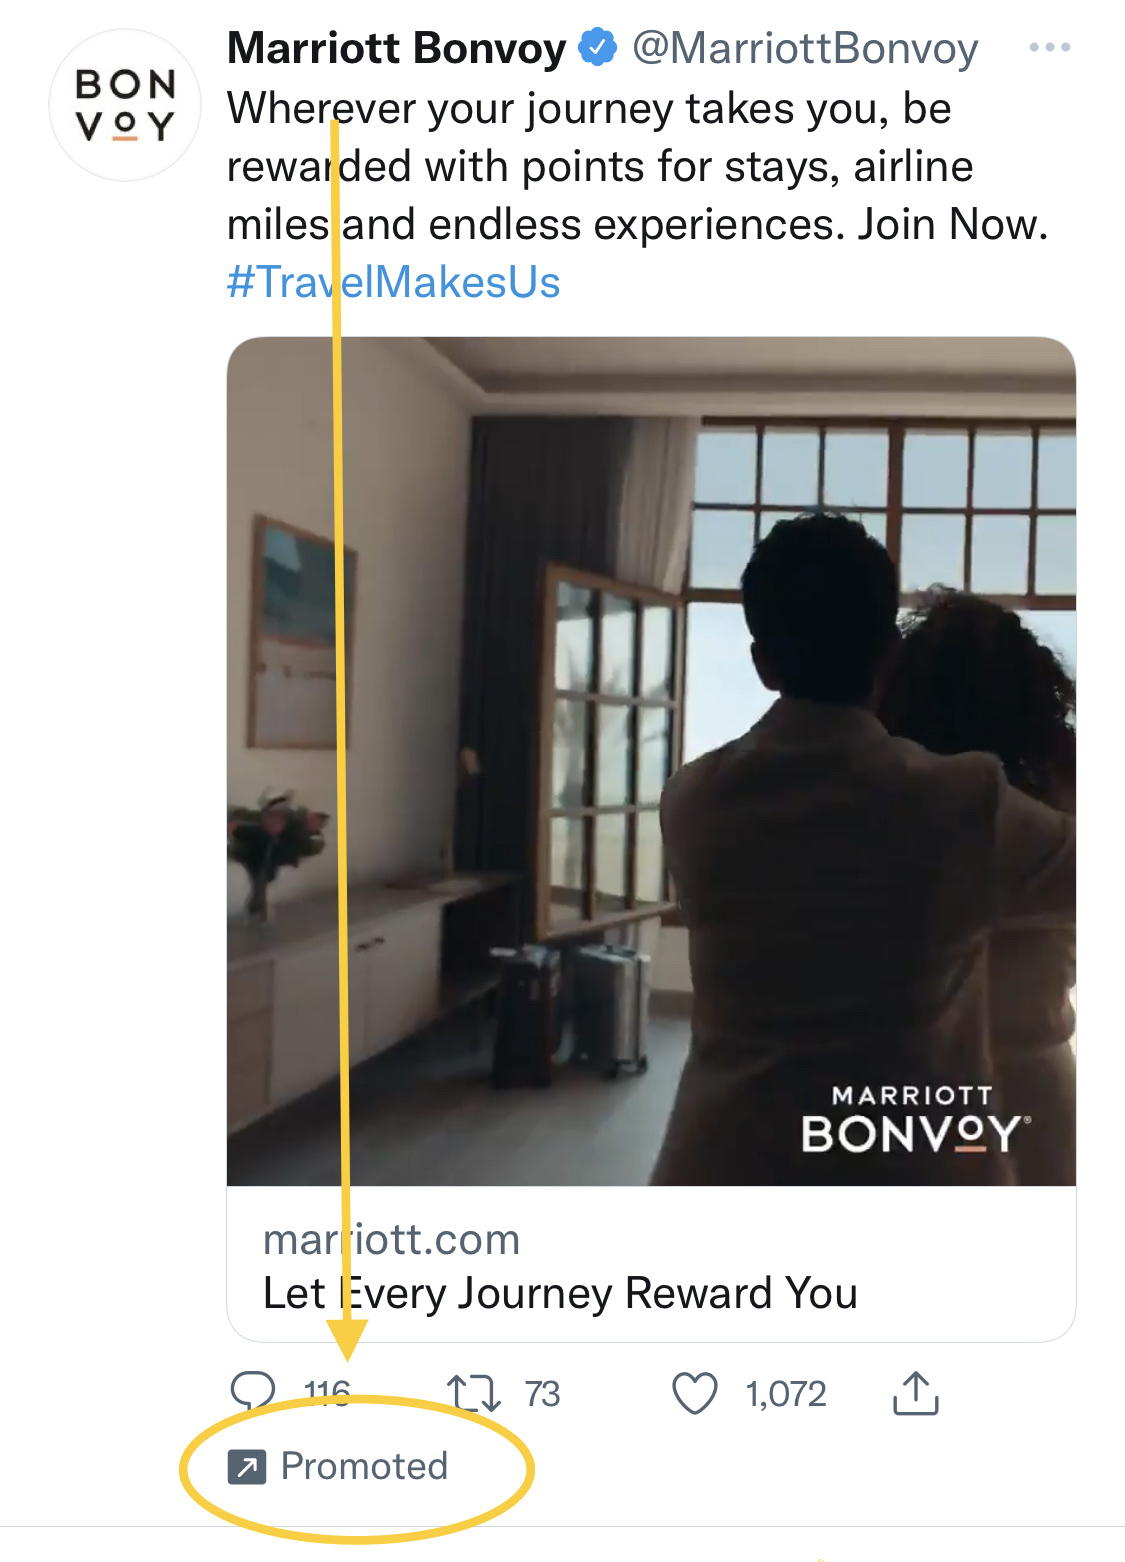 BON
VOY
Marriott Bonvoy @MarriottBonvoy
Wherever your journey takes you, be
rewarded with points for stays, airline
miles and endless experiences. Join Now.
#TravelMakesUs
MARRIOTT
BONVOY®
marriott.com
Let Every Journey Reward You
116 73 1,072
Promoted